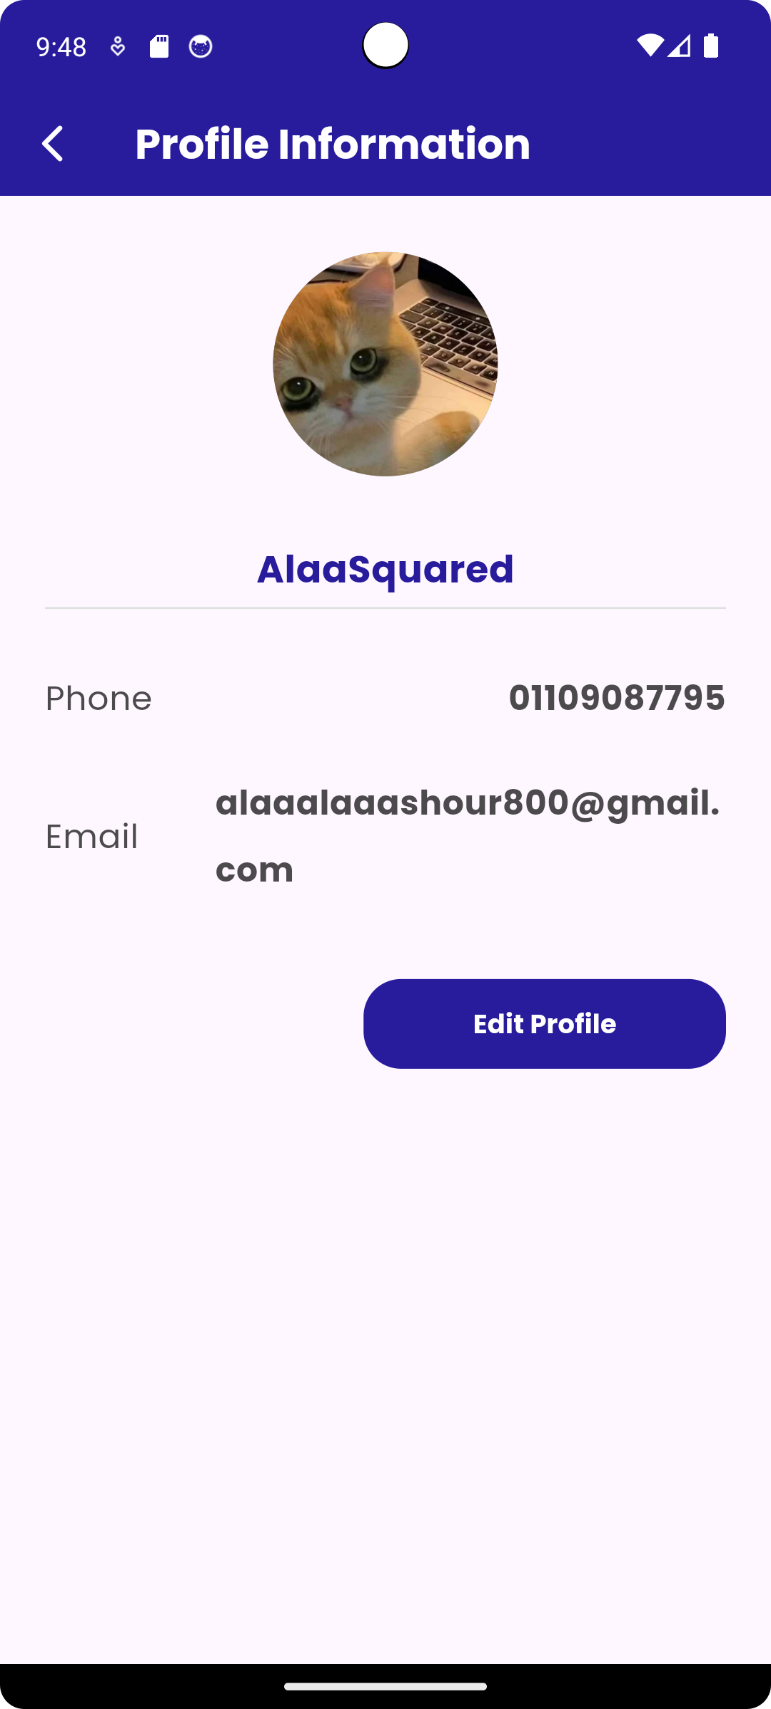 9:48
Profile Information
AlaaSquared
Phone 01109087795
Email alaaalaaashour800@gmail.
com
Edit Profile